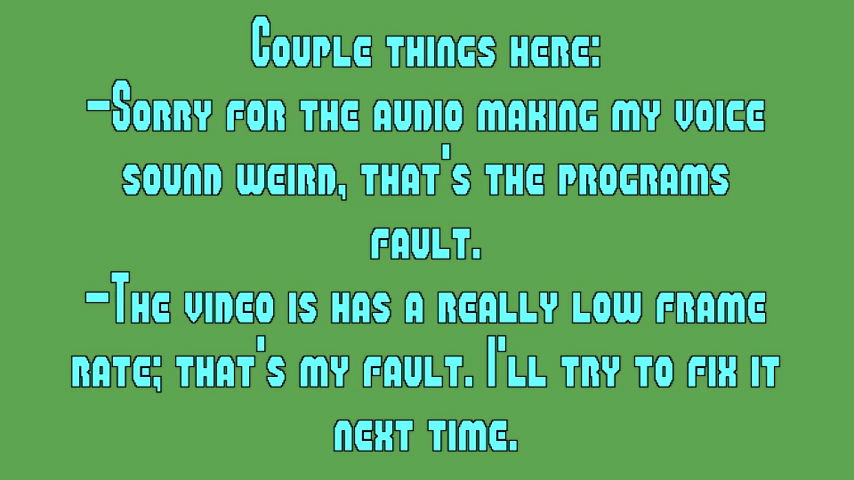 Couple things here:
-Sorry for the audio making my voice
sound weird, that's the programs
fault.
-The video is has a really low frame
rate; that's my fault. I'll try to fix it
next time.